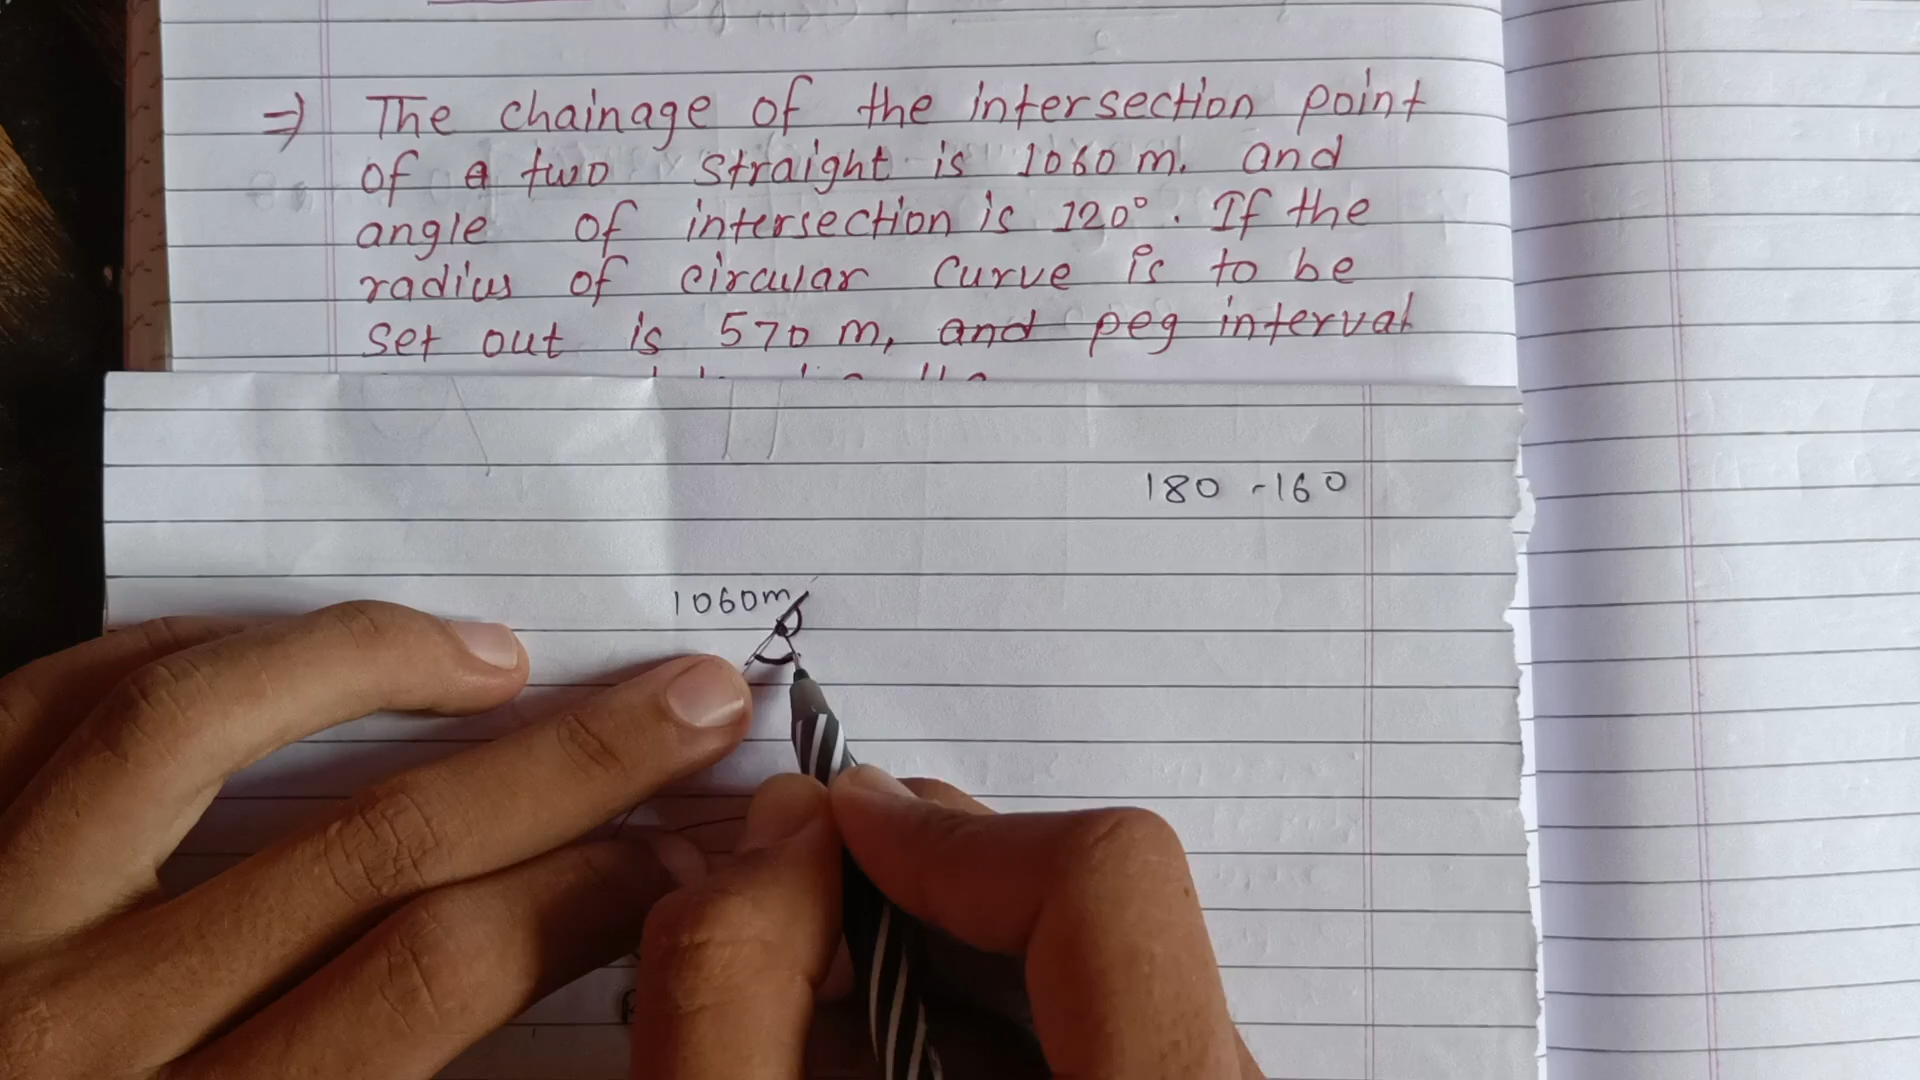 ⇒ The chainage of the intersection point
of a two straight is 1060 m. and
angle of intersection is 120°. If the
radius of circular curve is to be
set out is 570 m, and peg interval
180 -160
1060m